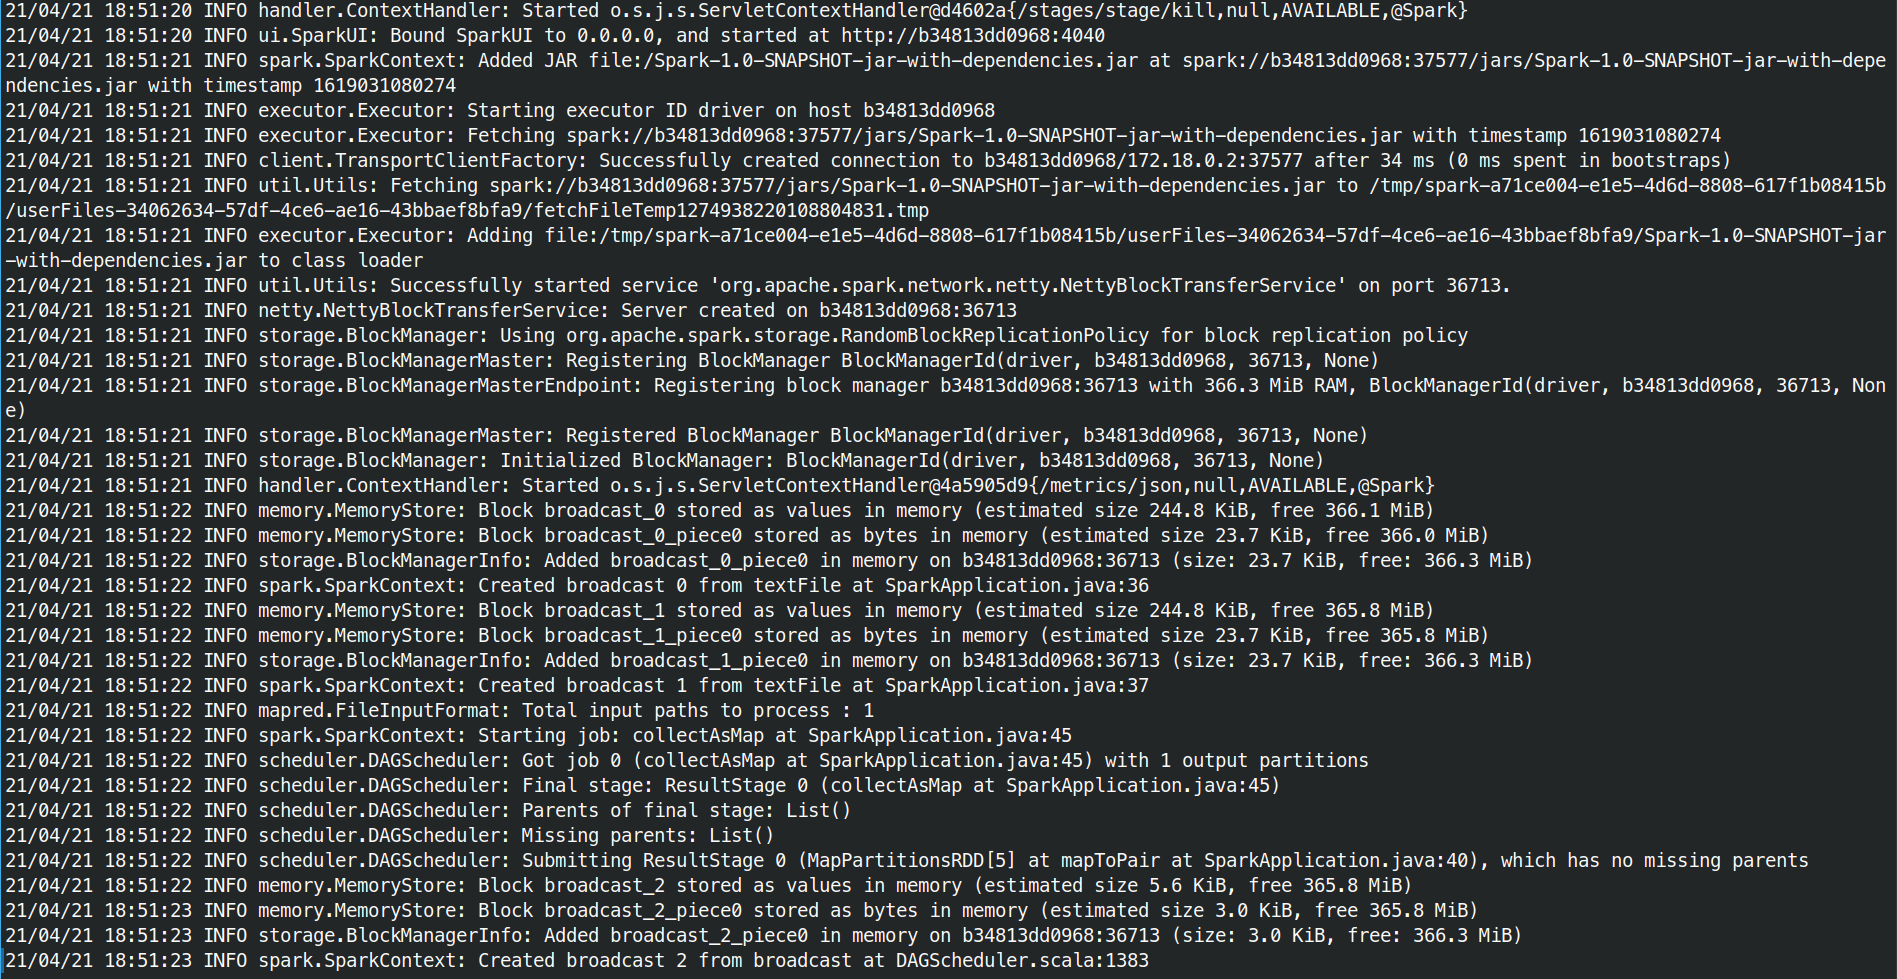 21/04/21 18:51:20 INFO handler.ContextHandler: Started o.s.j.s.ServletContextHandler@d4602a{/stages/stage/kill,null,AVAILABLE,@Spark}
21/04/21 18:51:20 INFO ui.SparkUI: Bound SparkUI to 0.0.0.0, and started at http://b34813dd0968:4040
21/04/21 18:51:20 INFO spark.SparkContext: Added JAR file:/Spark-1.0-SNAPSHOT-jar-with-dependencies.jar at spark://b34813dd0968:37577/jars/Spark-1.0-SNAPSHOT-jar-with-depe
ndencies.jar with timestamp 1619031080274
21/04/21 18:51:21 INFO executor.Executor: Starting executor ID driver on host b34813dd0968
21/04/21 18:51:21 INFO executor.Executor: Fetching spark://b34813dd0968:37577/jars/Spark-1.0-SNAPSHOT-jar-with-dependencies.jar with timestamp 1619031080274
21/04/21 18:51:21 INFO client.TransportClientFactory: Successfully created connection to b34813dd0968/172.18.0.2:37577 after 34 ms (0 ms spent in bootstraps)
21/04/21 18:51:21 INFO util.Utils: Fetching spark://b34813dd0968:37577/jars/Spark-1.0-SNAPSHOT-jar-with-dependencies.jar to /tmp/spark-a71ce004-e1e5-4d6d-8808-617f1b08415b
/userFiles-34062634-57df-4ce6-ae16-43bbaef8bfa9/fetchFileTemp1274938220108804831.tmp
21/04/21 18:51:21 INFO executor.Executor: Adding file:/tmp/spark-a71ce004-e1e5-4d6d-8808-617f1b08415b/userFiles-34062634-57df-4ce6-ae16-43bbaef8bfa9/Spark-1.0-SNAPSHOT-jar
-with-dependencies.jar to class loader
21/04/21 18:51:21 INFO util.Utils: Successfully started service 'org.apache.spark.network.netty.NettyBlockTransferService' on port 36713.
21/04/21 18:51:21 INFO netty.NettyBlockTransferService: Server created on b34813dd0968:36713
21/04/21 18:51:21 INFO storage.BlockManager: Using org.apache.spark.storage.RandomBlockReplicationPolicy for block replication policy
21/04/21 18:51:21 INFO storage.BlockManagerMaster: Registering BlockManager BlockManagerId(driver, b34813dd0968, 36713, None)
21/04/21 18:51:21 INFO storage.BlockManagerMasterEndpoint: Registering block manager b34813dd0968:36713 with 366.3 MiB RAM, BlockManagerId(driver, b34813dd0968, 36713, Non
e)
21/04/21 18:51:21 INFO storage.BlockManagerMaster: Registered BlockManager BlockManagerId(driver, b34813dd0968, 36713, None)
21/04/21 18:51:21 INFO storage.BlockManager: Initialized BlockManager: BlockManagerId(driver, b34813dd0968, 36713, None)
21/04/21 18:51:21 INFO handler.ContextHandler: Started o.s.j.s.ServletContextHandler@4a5905d9{/metrics/json,null,AVAILABLE,@Spark}
21/04/21 18:51:22 INFO memory.MemoryStore: Block broadcast_0 stored as values in memory (estimated size 244.8 KiB, free 366.1 MiB)
21/04/21 18:51:22 INFO memory.MemoryStore: Block broadcast_0_piece0 stored as bytes in memory (estimated size 23.7 KiB, free 366.0 MiB)
21/04/21 18:51:22 INFO storage.BlockManagerInfo: Added broadcast_0_piece0 in memory on b34813dd0968:36713 (size: 23.7 KiB, free: 366.3 MiB)
21/04/21 18:51:22 INFO spark.SparkContext: Created broadcast 0 from textFile at SparkApplication.java:36
21/04/21 18:51:22 INFO memory.MemoryStore: Block broadcast_1 stored as values in memory (estimated size 244.8 KiB, free 365.8 MiB)
21/04/21 18:51:22 INFO memory.MemoryStore: Block broadcast_1_piece0 stored as bytes in memory (estimated size 23.7 KiB, free 365.8 MiB)
21/04/21 18:51:22 INFO storage.BlockManagerInfo: Added broadcast_1_piece0 in memory on b34813dd0968:36713 (size: 23.7 KiB, free: 366.3 MiB)
21/04/21 18:51:22 INFO spark.SparkContext: Created broadcast 1 from textFile at SparkApplication.java:37
21/04/21 18:51:22 INFO mapred.FileInputFormat: Total input paths to process : 1
21/04/21 18:51:22 INFO spark.SparkContext: Starting job: collectAsMap at SparkApplication.java:45
21/04/21 18:51:22 INFO scheduler.DAGScheduler: Got job 0 (collectAsMap at SparkApplication.java:45) with 1 output partitions
21/04/21 18:51:22 INFO scheduler.DAGScheduler: Final stage: ResultStage 0 (collectAsMap at SparkApplication.java:45)
21/04/21 18:51:22 INFO scheduler.DAGScheduler: Parents of final stage: List()
21/04/21 18:51:22 INFO scheduler.DAGScheduler: Missing parents: List()
21/04/21 18:51:22 INFO scheduler.DAGScheduler: Submitting ResultStage 0 (MapPartitionsRDD[5] at mapToPair at SparkApplication.java:40), which has no missing parents
21/04/21 18:51:22 INFO memory.MemoryStore: Block broadcast_2 stored as values in memory (estimated size 5.6 KiB, free 365.8 MiB)
21/04/21 18:51:23 INFO memory.MemoryStore: Block broadcast_2_piece0 stored as bytes in memory (estimated size 3.0 KiB, free 365.8 MiB)
21/04/21 18:51:23 INFO storage.BlockManagerInfo: Added broadcast_2_piece0 in memory on b34813dd0968:36713 (size: 3.0 KiB, free: 366.3 MiB)
21/04/21 18:51:23 INFO spark.SparkContext: Created broadcast 2 from broadcast at DAGScheduler.scala:1383